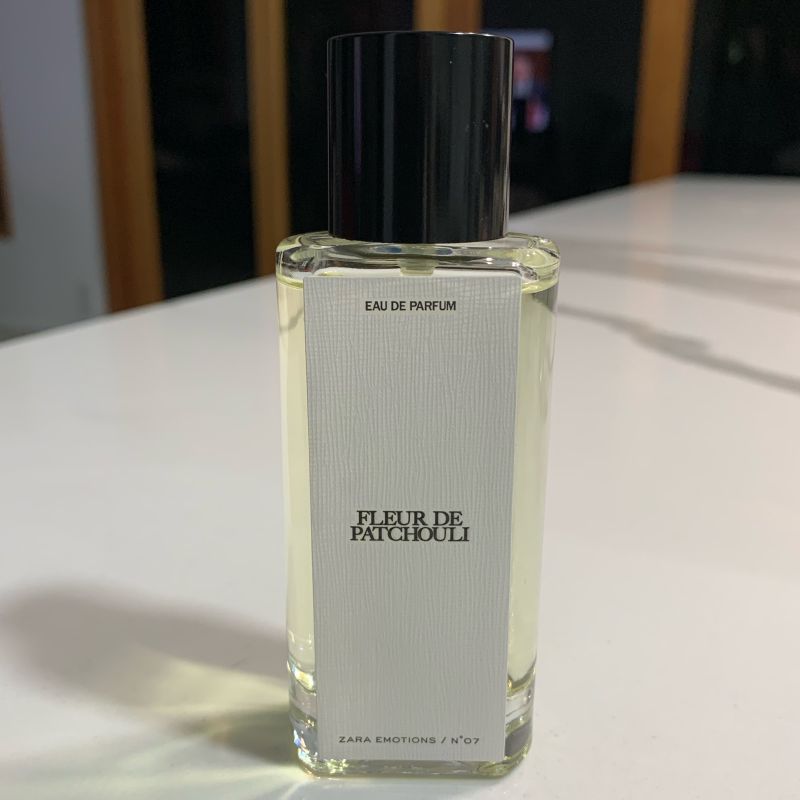 EAU DE PARFUM
FLEUR DE
PATCHOULI
ZARA EMOTIONS / N°07